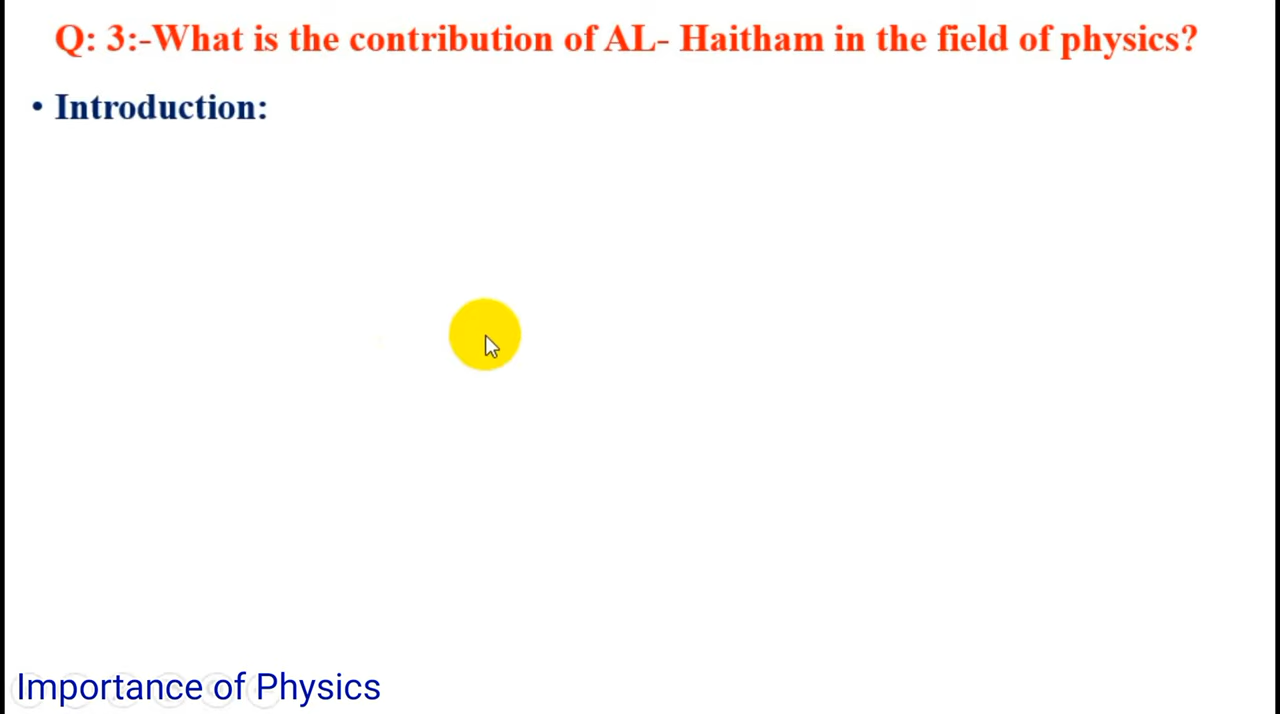 Q: 3:-What is the contribution of AL- Haitham in the field of physics?
• Introduction:
Importance of Physics